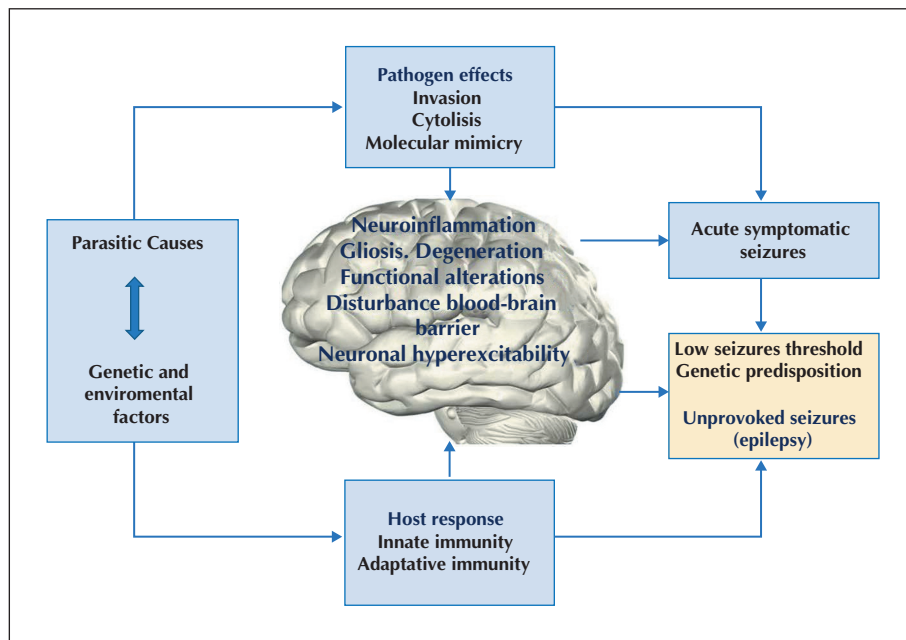 Pathogen effects
Invasion
Cytolisis
Molecular mimicry
Parasitic Causes
Genetic and
enviromental
factors
Neuroinflammation
Gliosis. Degeneration
Functional alterations
Disturbance blood-brain
barrier
Neuronal hyperexcitability
Acute symptomatic
seizures
Low seizures threshold
Genetic predisposition
Unprovoked seizures
(epilepsy)
Host response
Innate immunity
Adaptative immunity